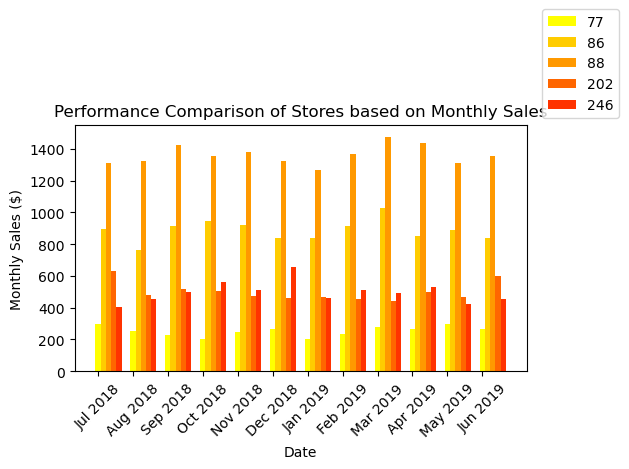 77
86
88
202
246
Performance Comparison of Stores based on Monthly Sales
Monthly Sales ($)
1400
1200
1000
800
600
400
200
0
Jul 2018
Aug 2018
Sep 2018
Oct 2018
Nov 2018
Dec 2018
Jan 2019
Feb 2019
Mar 2019
Apr 2019
May 2019
Jun 2019
Date